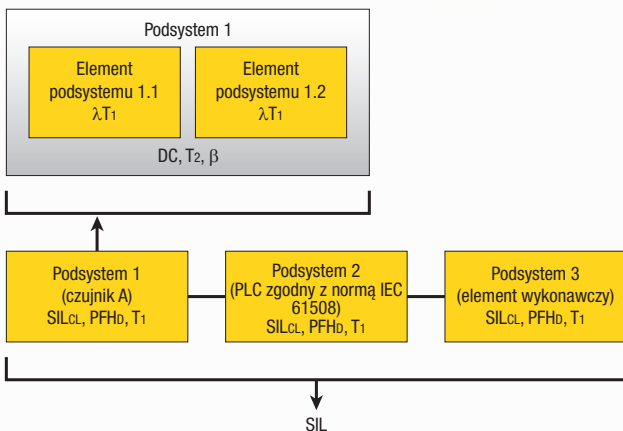 Podsystem 1
Element
podsystemu 1.1
λT1
Element
podsystemu 1.2
λT1
DC, T2, β
Podsystem 1
(czujnik A)
SILCL, PFHD, T1
Podsystem 2
(PLC zgodny z normą IEC
61508)
SILCL, PFHD, T1
Podsystem 3
(element wykonawczy)
SILCL, PFHD, T1
SIL